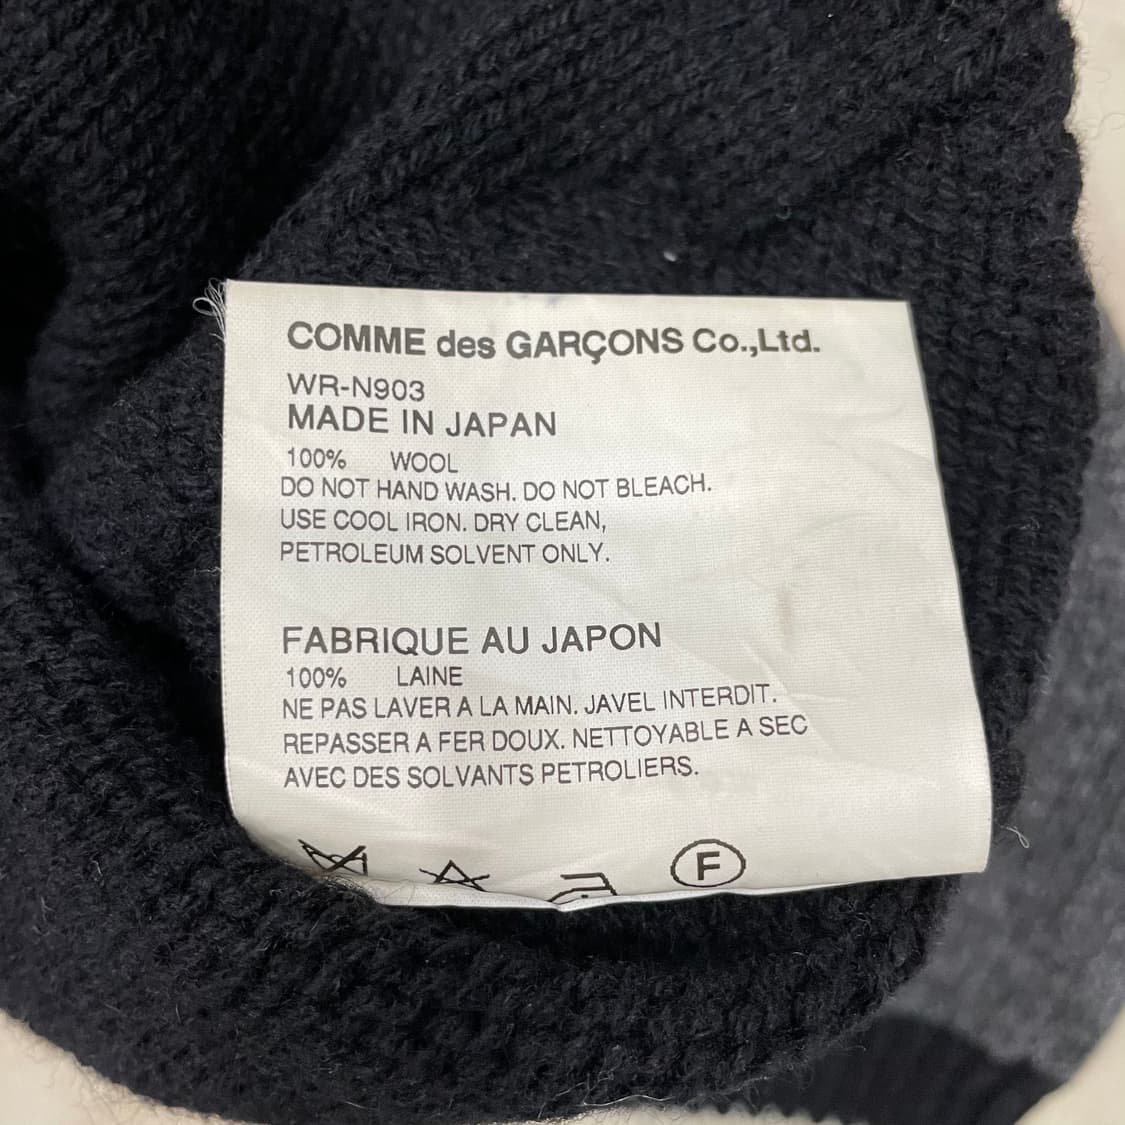 COMME des GARÇONS Co.,Ltd.
WR-N903
MADE IN JAPAN
100% WOOL
DO NOT HAND WASH. DO NOT BLEACH.
USE COOL IRON. DRY CLEAN,
PETROLEUM SOLVENT ONLY.
FABRIQUE AU JAPON
100% LAINE
NE PAS LAVER A LA MAIN. JAVEL INTERDIT.
REPASSER A FER DOUX. NETTOYABLE A SEC
AVEC DES SOLVANTS PETROLIERS.
F